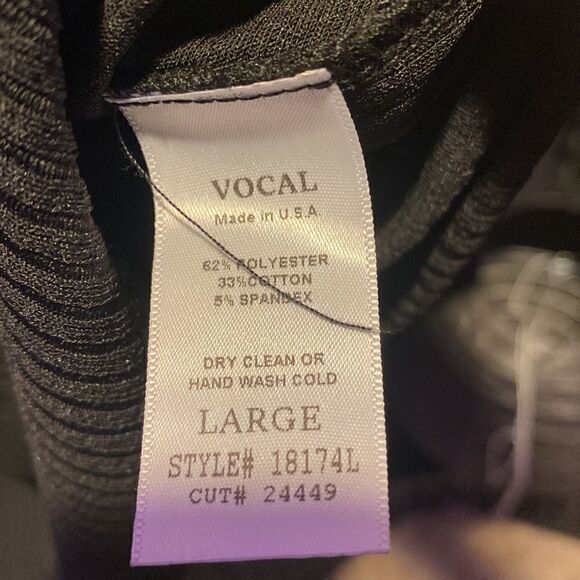 VOCAL
Made in U.S.A
62% POLYESTER
33%COTTON
5% SPANDEX
DRY CLEAN OR
HAND WASH COLD
LARGE
STYLE# 18174L
CUT# 24449